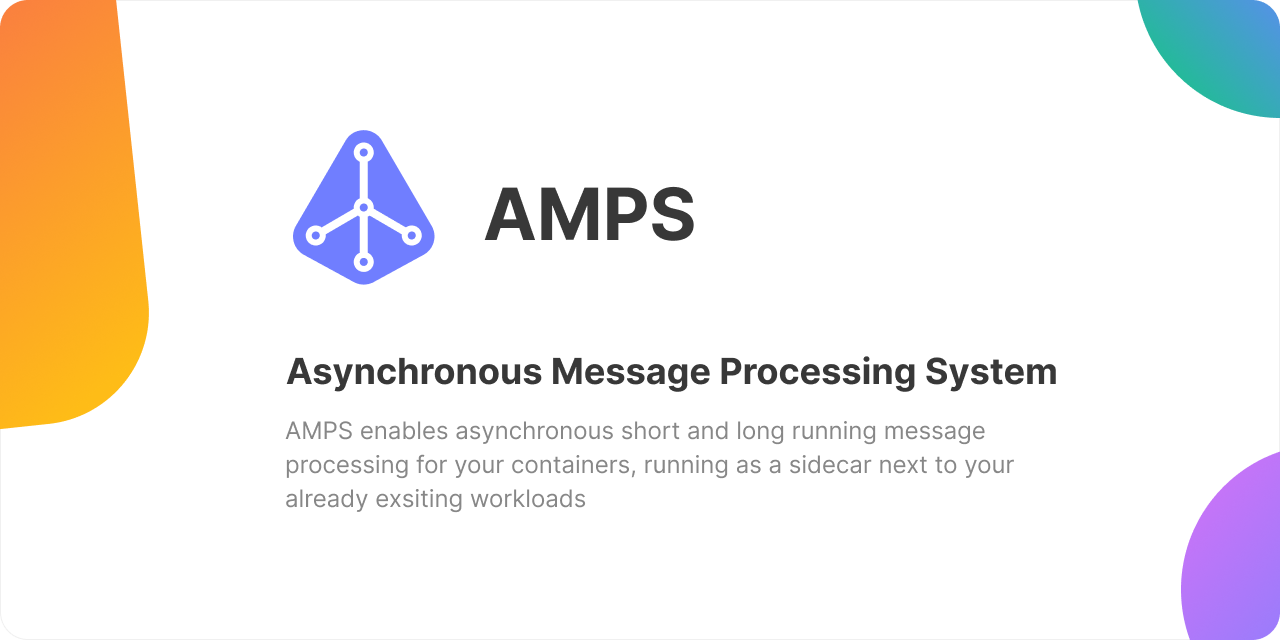 AMPS
Asynchronous Message Processing System
AMPS enables asynchronous short and long running message
processing for your containers, running as a sidecar next to your
already exsiting workloads